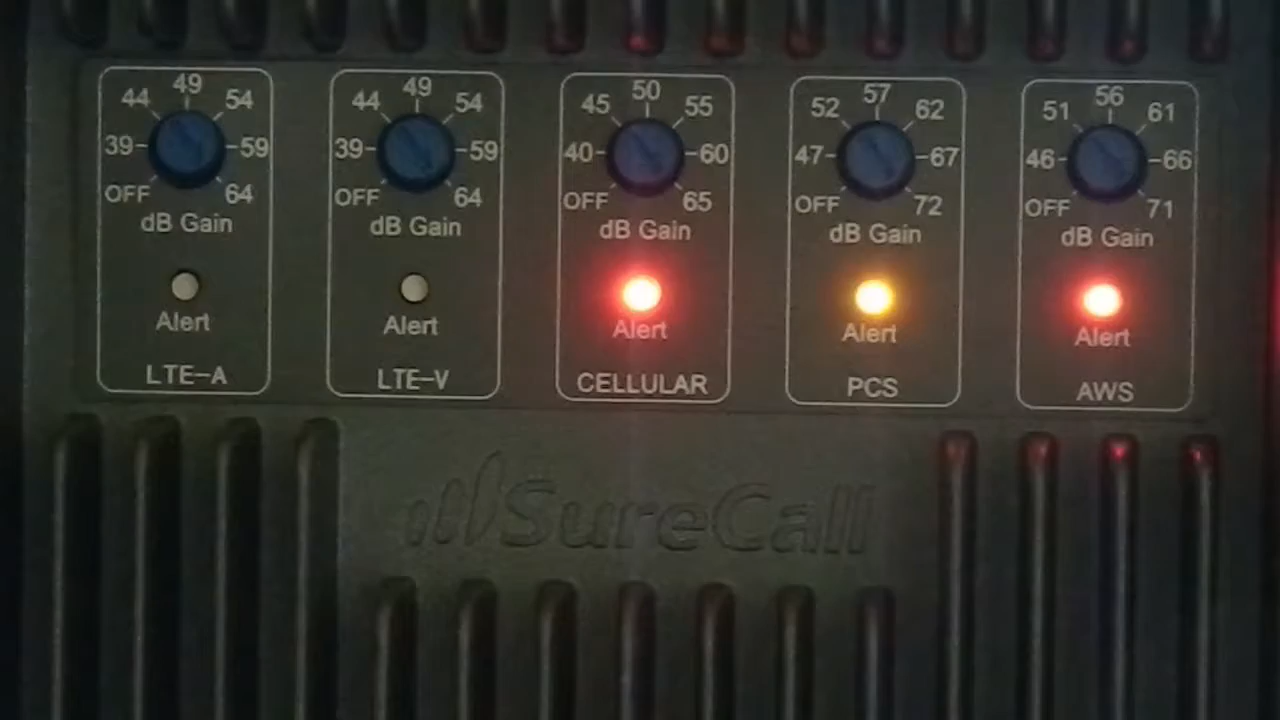 49
44 54
39 59
OFF 64
dB Gain
Alert
LTE-A
49
44 54
39 59
OFF 64
dB Gain
Alert
LTE-V
50
45 55
40 60
OFF 65
dB Gain
Alert
CELLULAR
57
52 62
47 67
OFF 72
dB Gain
Alert
PCS
56
51 61
46 66
OFF 71
dB Gain
Alert
AWS
SureCall